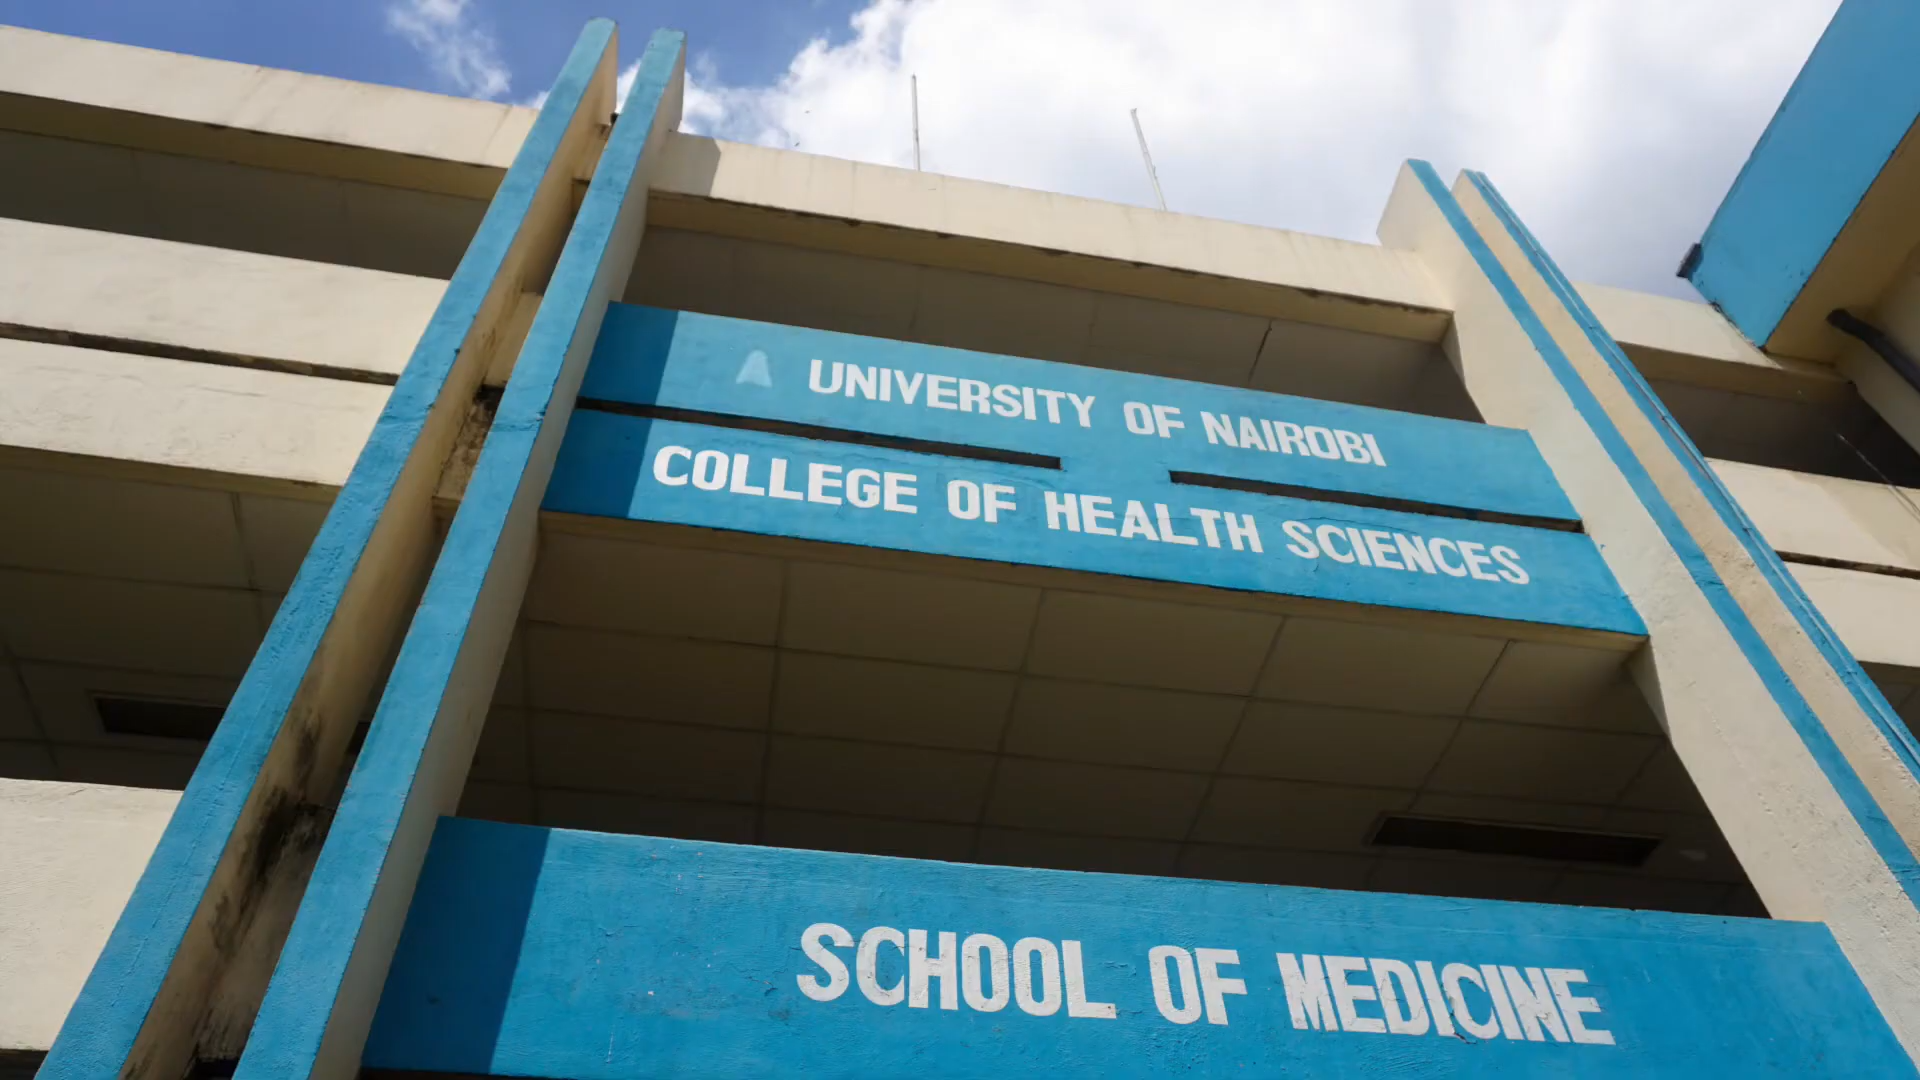 UNIVERSITY OF NAIROBI
COLLEGE OF HEALTH SCIENCES
SCHOOL OF MEDICINE